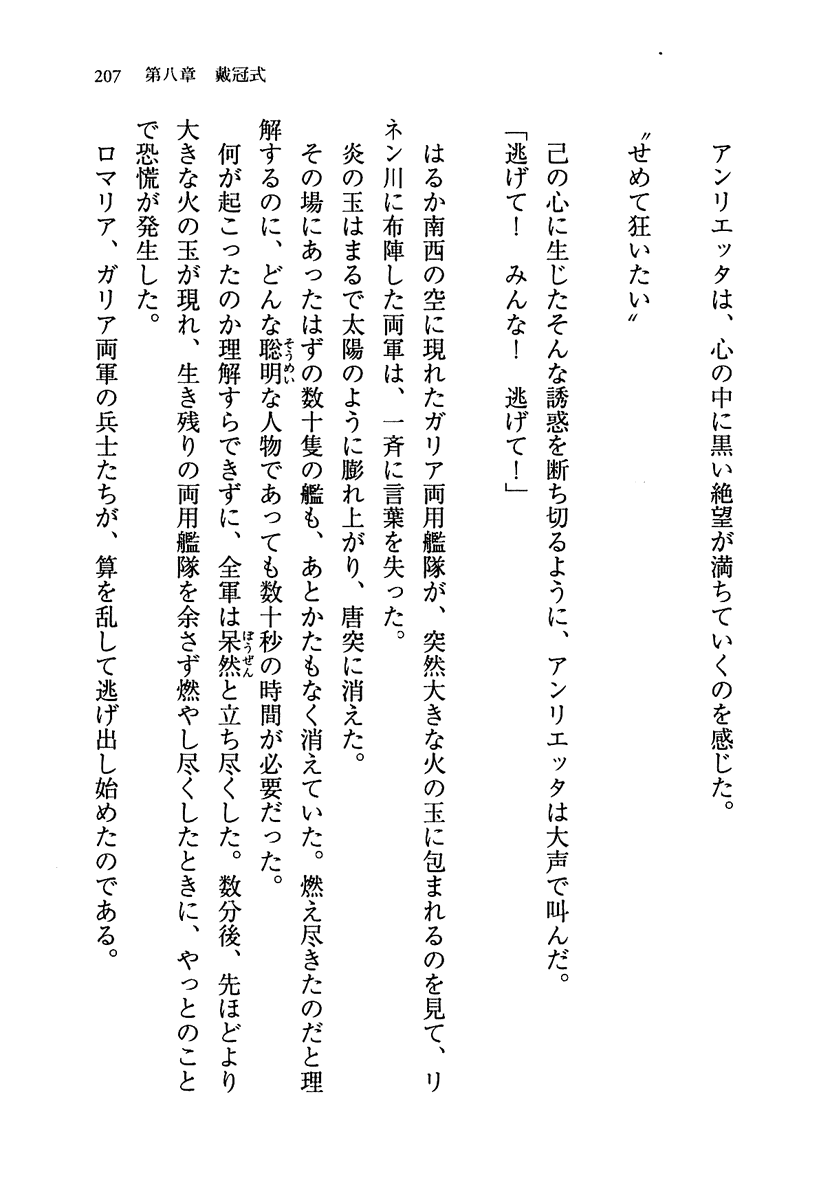 207 第八章 戴冠式
アンリエッタは、心の中に黒い絶望が満ちていくのを感じた。
〝せめて狂いたい〟
己の心に生じたそんな誘惑を断ち切るように、アンリエッタは大声で叫んだ。
「逃げて! みんな! 逃げて!」
はるか南西の空に現れたガリア両用艦隊が、突然大きな火の玉に包まれるのを見て、リ
ネン川に布陣した両軍は、一斉に言葉を失った。
炎の玉はまるで太陽のように膨れ上がり、唐突に消えた。
その場にあったはずの数十隻の艦も、あとかたもなく消えていた。燃え尽きたのだと理
解するのに、どんな聡明そうめいな人物であっても数十秒の時間が必要だった。
何が起こったのか理解すらできずに、全軍は呆然ぼうぜんと立ち尽くした。数分後、先ほどより
大きな火の玉が現れ、生き残りの両用艦隊を余さず燃やし尽くしたときに、やっとのこと
で恐慌が発生した。
ロマリア、ガリア両軍の兵士たちが、算を乱して逃げ出し始めたのである。